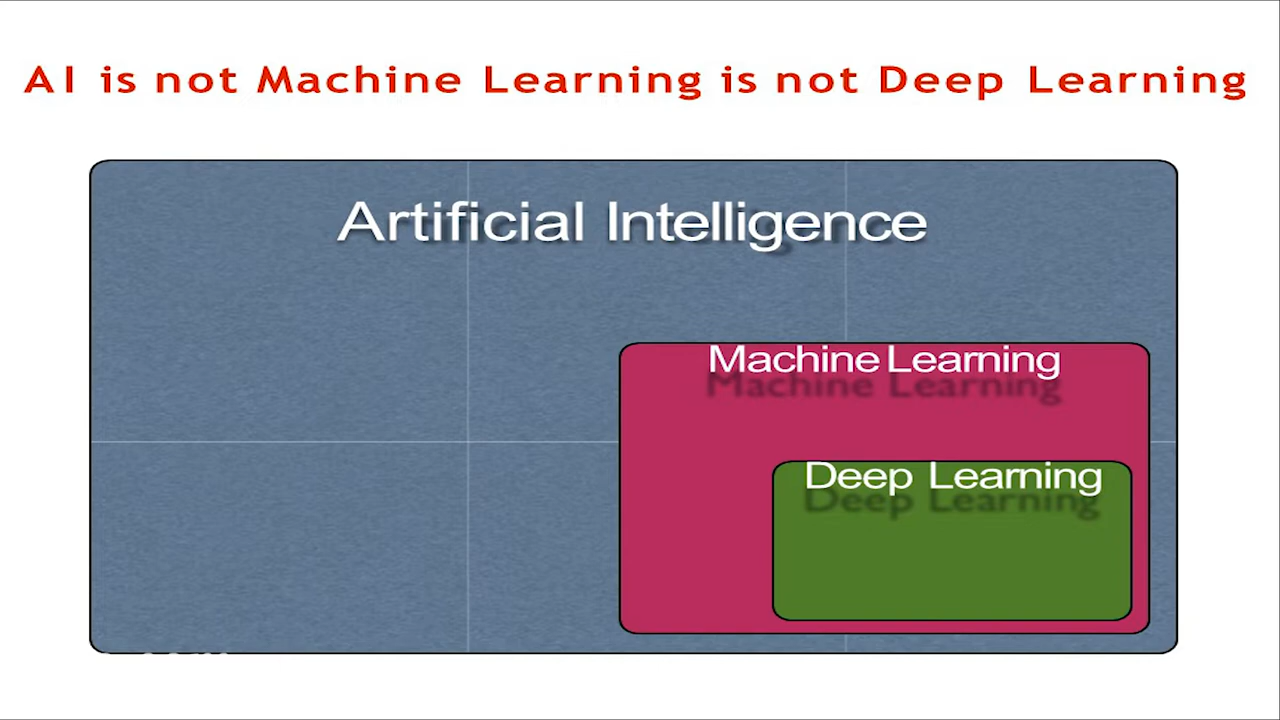 AI is not Machine Learning is not Deep Learning
Artificial Intelligence
Machine Learning
Deep Learning